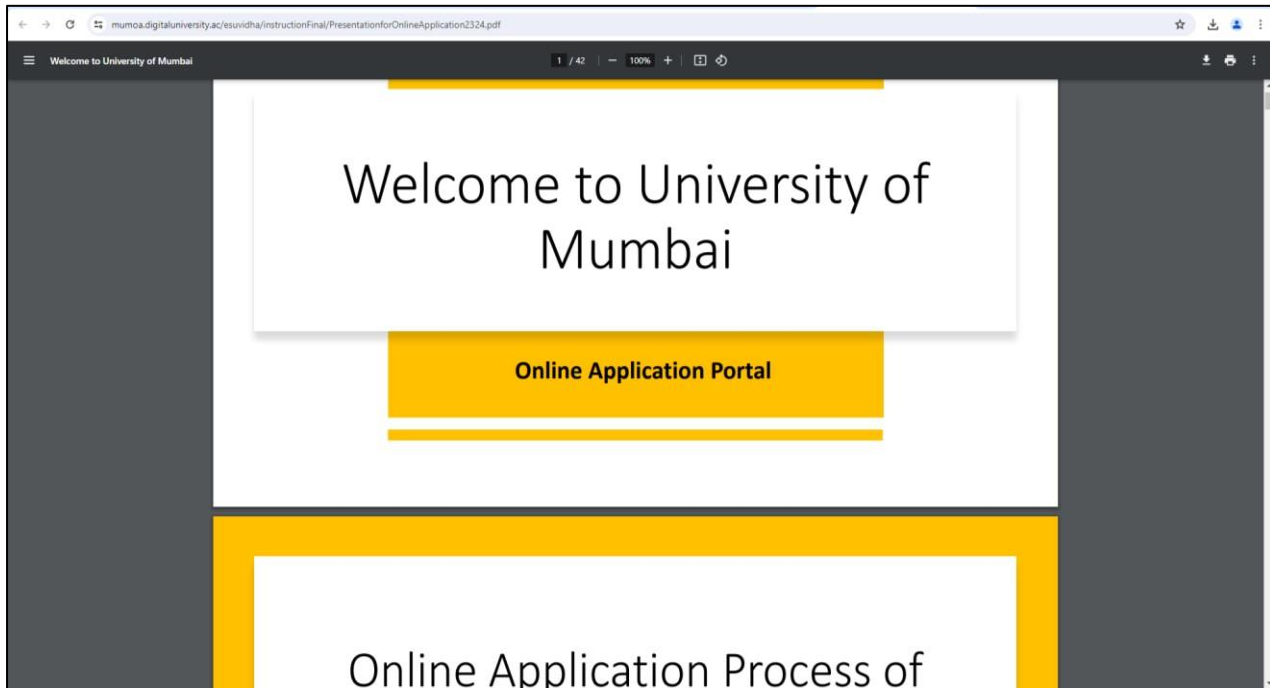 mumoa.digitaluniversity.ac/esuvidha/instructionFinal/PresentationforOnlineApplication2324.pdf
Welcome to University of Mumbai
1 / 42
100%
Welcome to University of
Mumbai
Online Application Portal
Online Application Process of